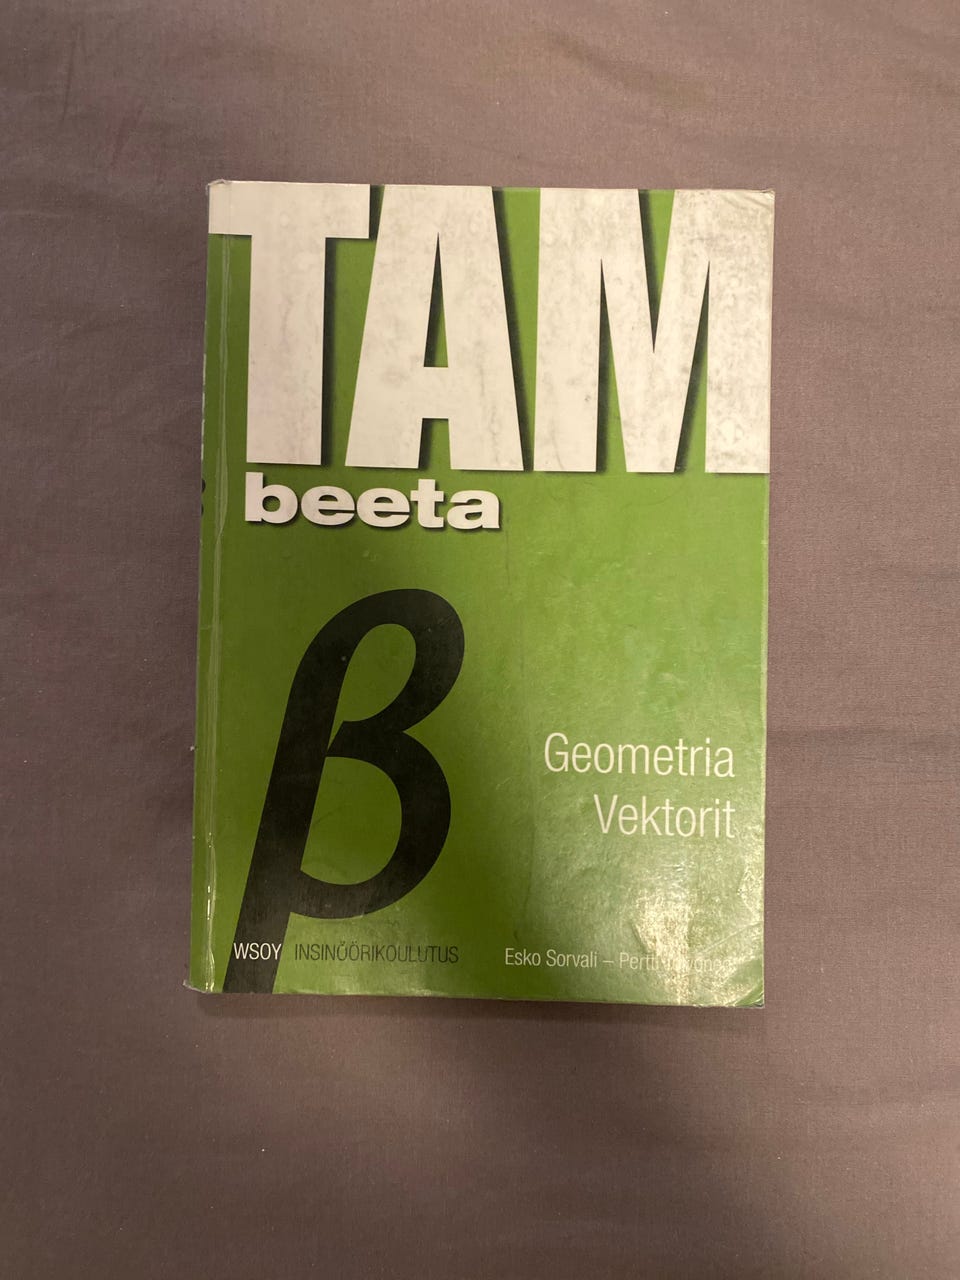 TAM
beeta
β
Geometria
Vektorit
WSOY INSINÖÖRIKOULUTUS
Esko Sorvali – Pertti